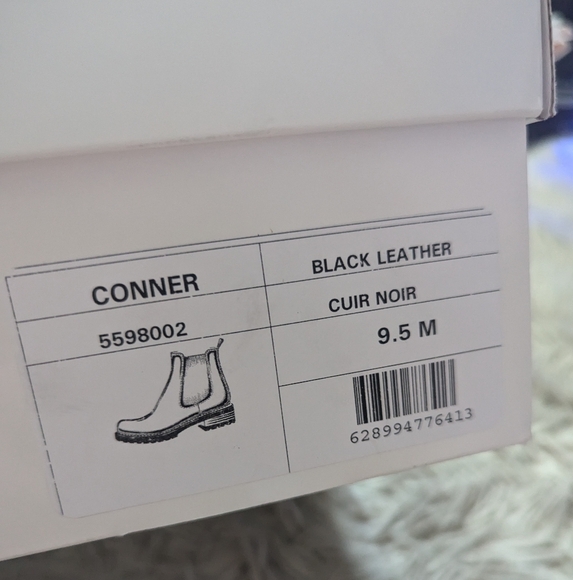 CONNER
5598002
BLACK LEATHER
CUIR NOIR
9.5 M
628994776413